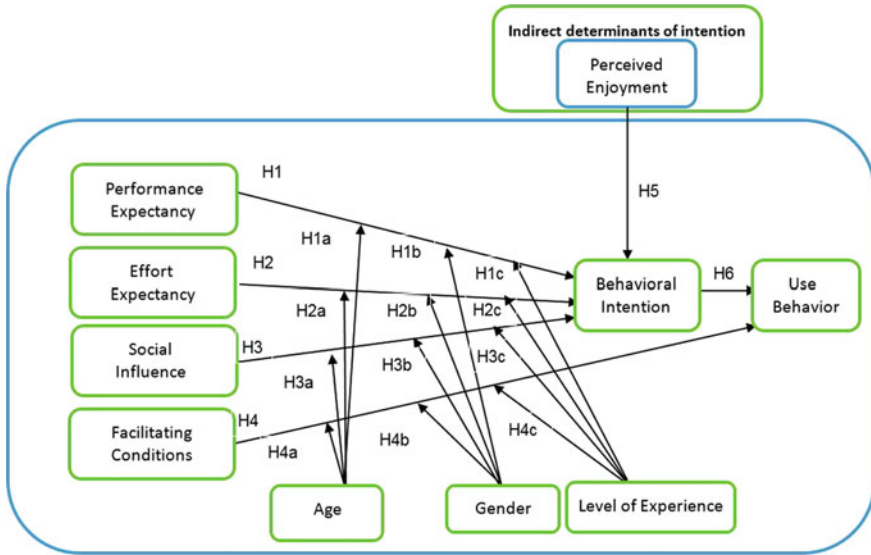 Indirect determinants of intention
Perceived
Enjoyment
H5
Performance
Expectancy
H1
H1a
H1b
H1c
Effort
Expectancy
H2
H2a
H2b
H2c
Behavioral
Intention
H6
Use
Behavior
Social
Influence
H3
H3a
H3b
H3c
Facilitating
Conditions
H4
H4a
H4b
H4c
Age
Gender
Level of Experience